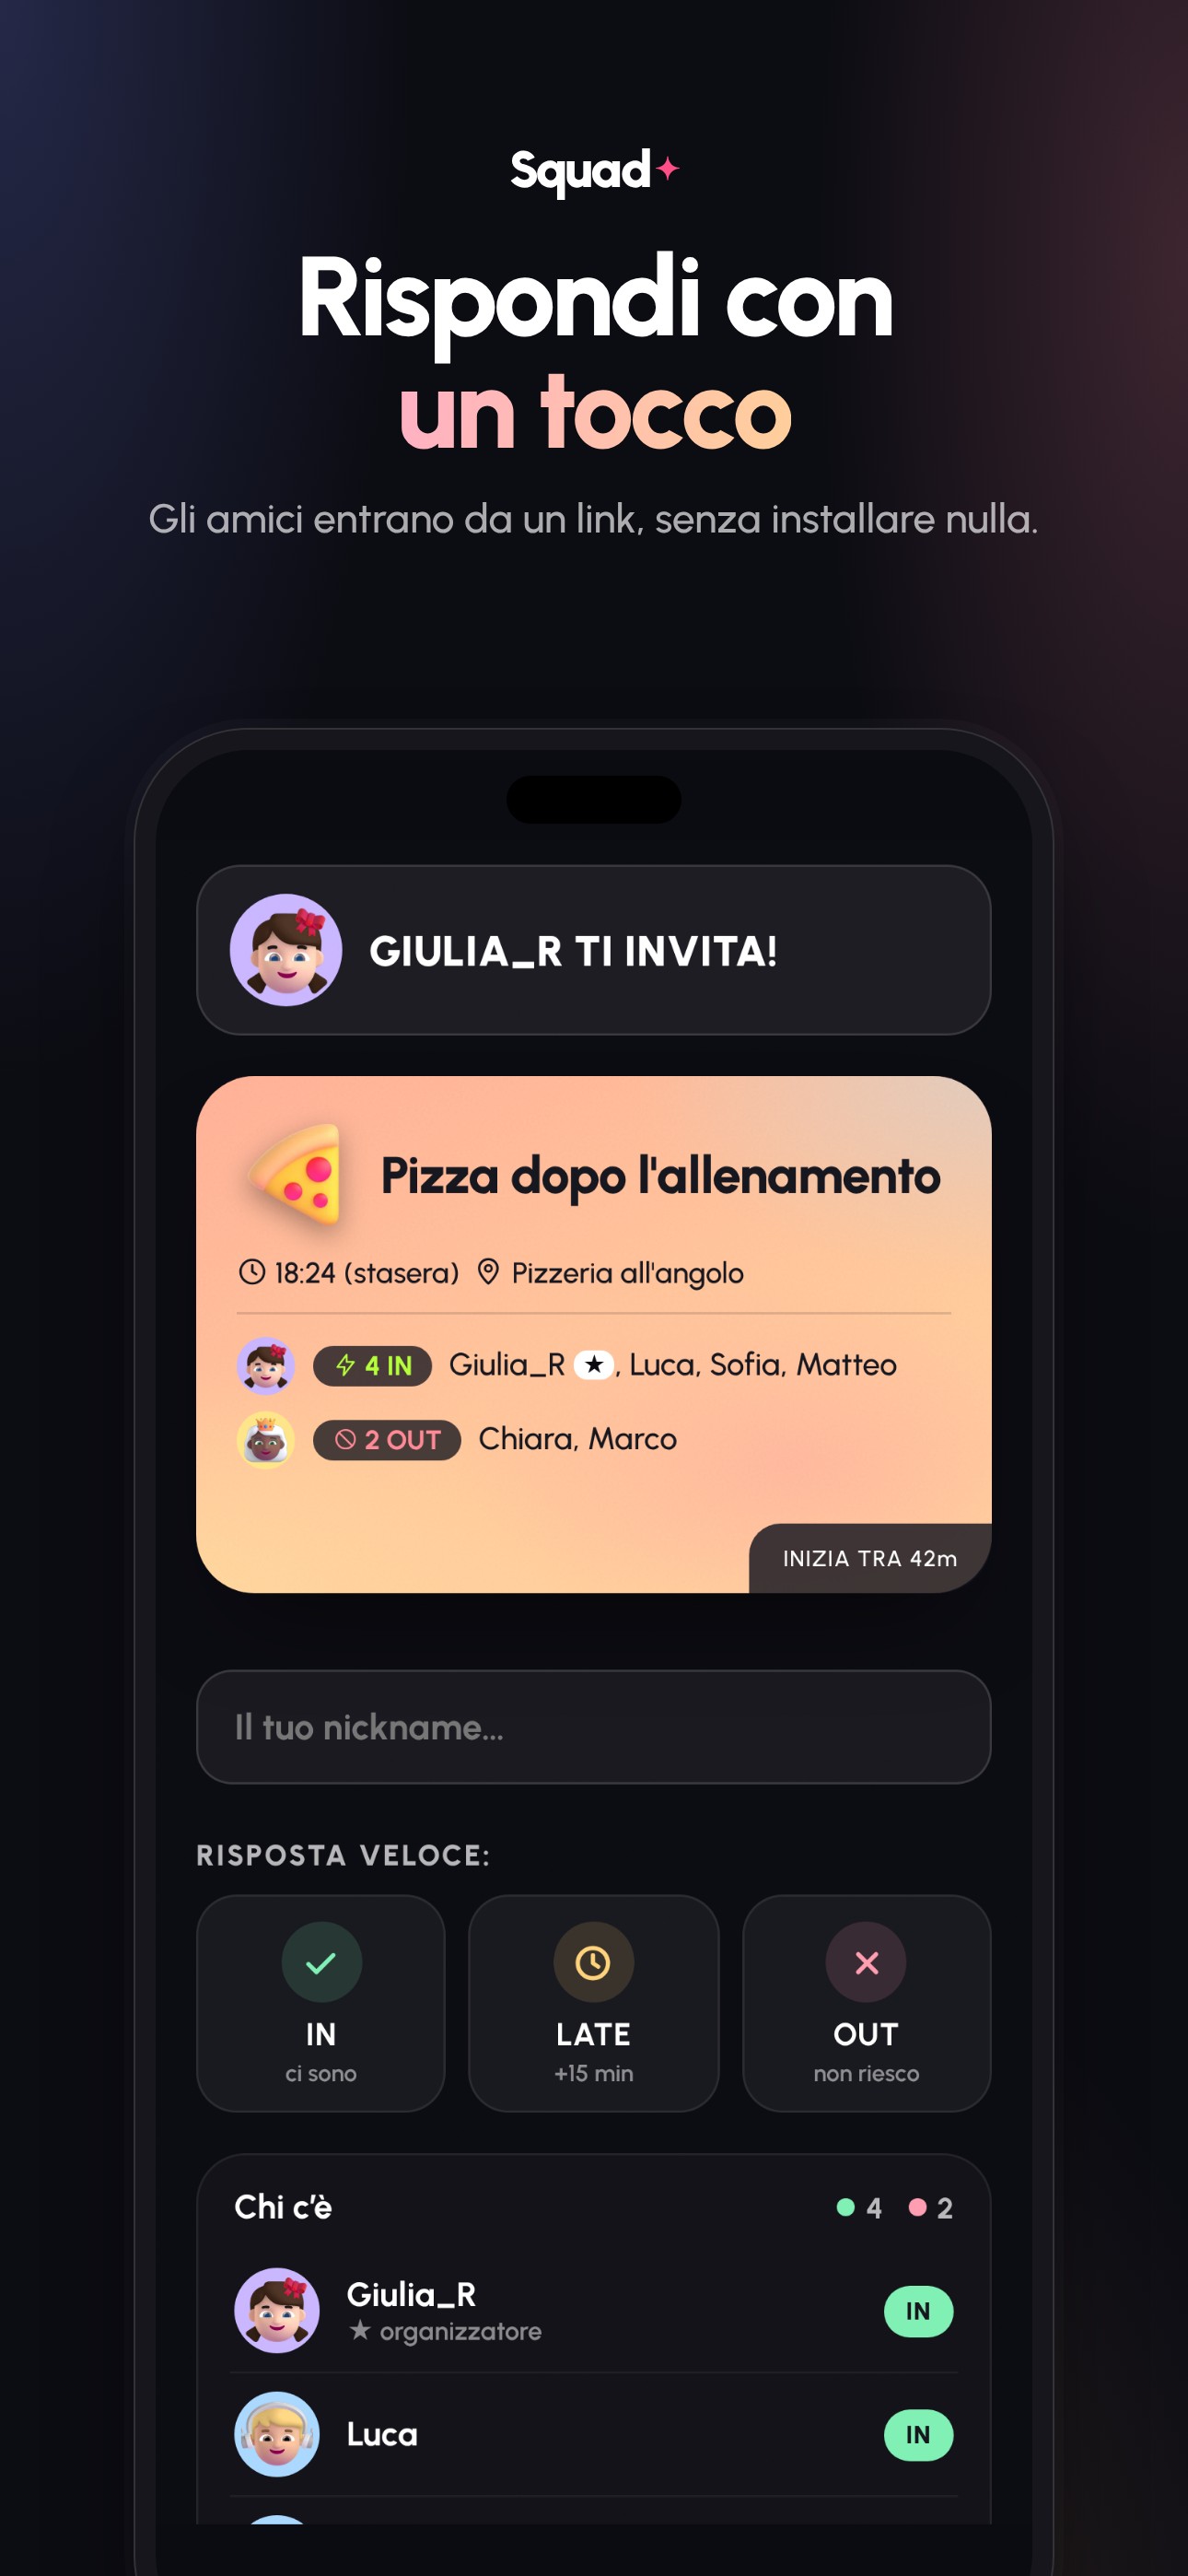 Squad
Rispondi con
un tocco
Gli amici entrano da un link, senza installare nulla.
GIULIA_R TI INVITA!
Pizza dopo l'allenamento
18:24 (stasera) Pizzeria all'angolo
4 IN Giulia_R ★, Luca, Sofia, Matteo
2 OUT Chiara, Marco
INIZIA TRA 42m
Il tuo nickname...
RISPOSTA VELOCE:
IN LATE OUT
ci sono +15 min non riesco
Chi c'è 4 2
Giulia_R
★ organizzatore
IN
Luca IN